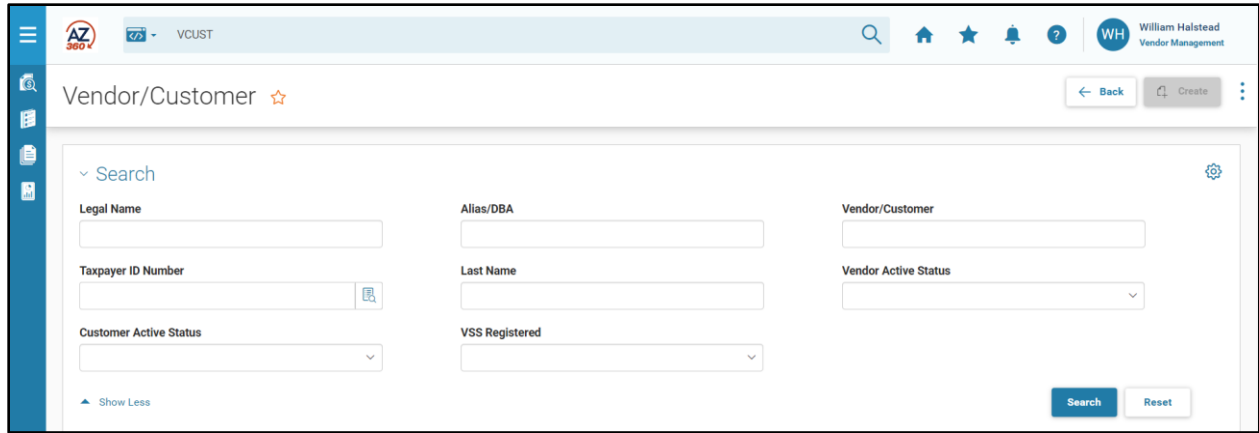 AZ
360
VCUST
?
WH
William Halstead
Vendor Management
Vendor/Customer
Back
Create
Search
Legal Name
Alias/DBA
Vendor/Customer
Taxpayer ID Number
Last Name
Vendor Active Status
Customer Active Status
VSS Registered
Show Less
Search
Reset